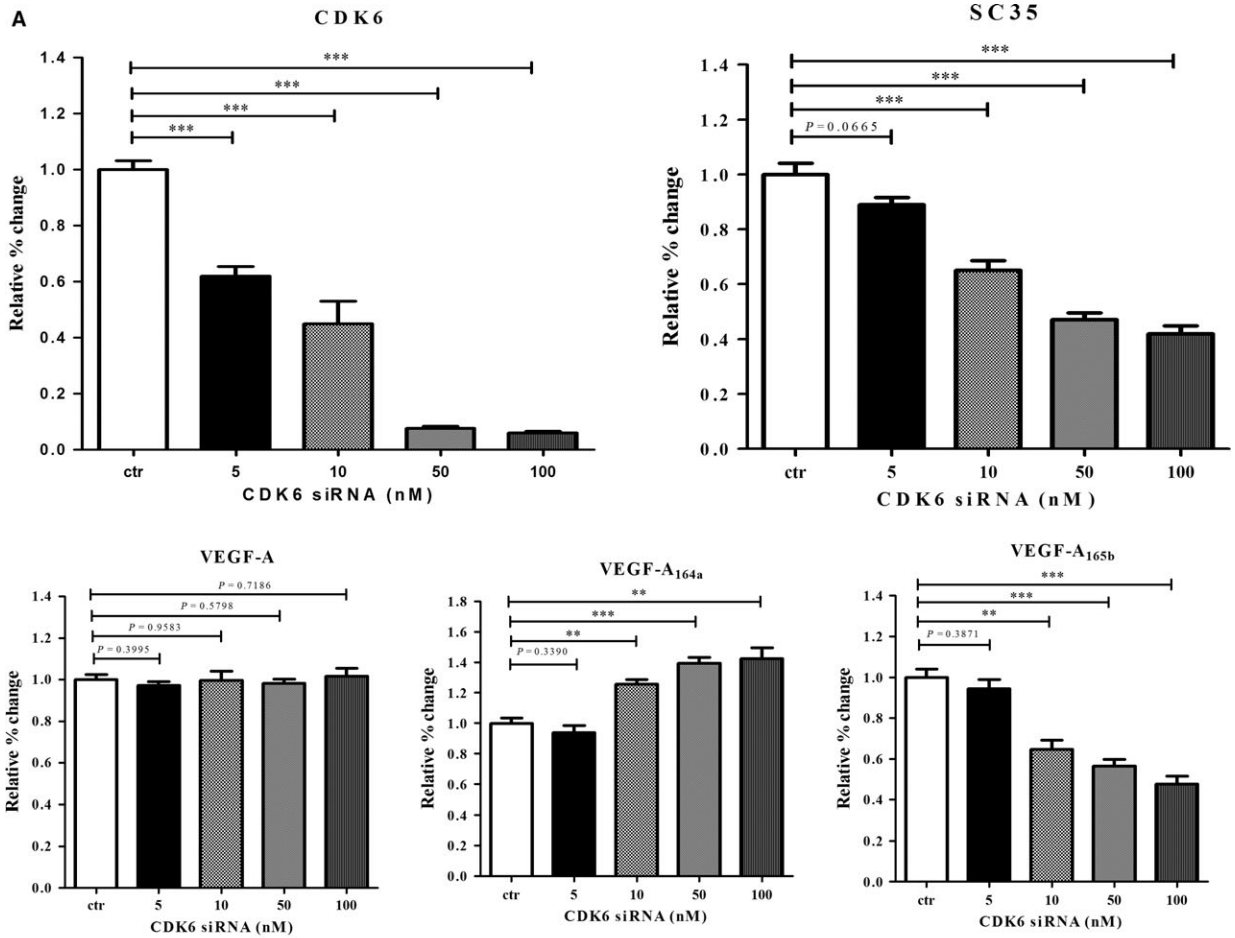 A
CDK6
1.4
1.2
1.0
0.8
0.6
0.4
0.2
0.0
Relative % change
***
***
***
***
ctr 5 10 50 100
CDK6 siRNA (nM)
SC35
1.4
1.2
1.0
0.8
0.6
0.4
0.2
0.0
Relative % change
***
***
***
P = 0.0665
ctr 5 10 50 100
CDK6 siRNA (nM)
VEGF-A
1.4
1.2
1.0
0.8
0.6
0.4
0.2
0.0
Relative % change
P = 0.7186
P = 0.5798
P = 0.9583
P = 0.3995
ctr 5 10 50 100
CDK6 siRNA (nM)
VEGF-A164a
1.8
1.6
1.4
1.2
1.0
0.8
0.6
0.4
0.2
0.0
Relative % change
**
***
**
P = 0.3390
ctr 5 10 50 100
CDK6 siRNA (nM)
VEGF-A165b
1.4
1.2
1.0
0.8
0.6
0.4
0.2
0.0
Relative % change
***
***
**
P = 0.3871
ctr 5 10 50 100
CDK6 siRNA (nM)